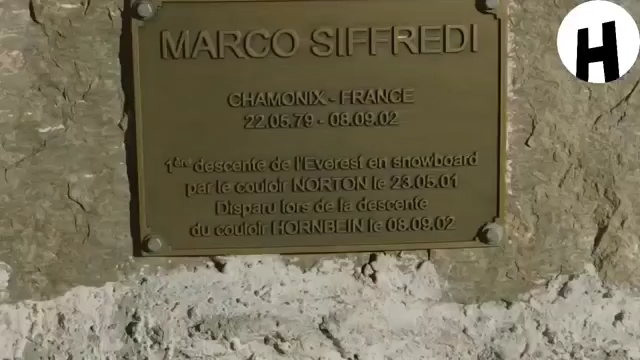 MARCO SIFFREDI
CHAMONIX - FRANCE
22.05.79 - 08.09.02
1ère descente de l'Everest en snowboard
par le couloir NORTON le 23.05.01
Disparu lors de la descente
du couloir HORNBEIN le 08.09.02
H